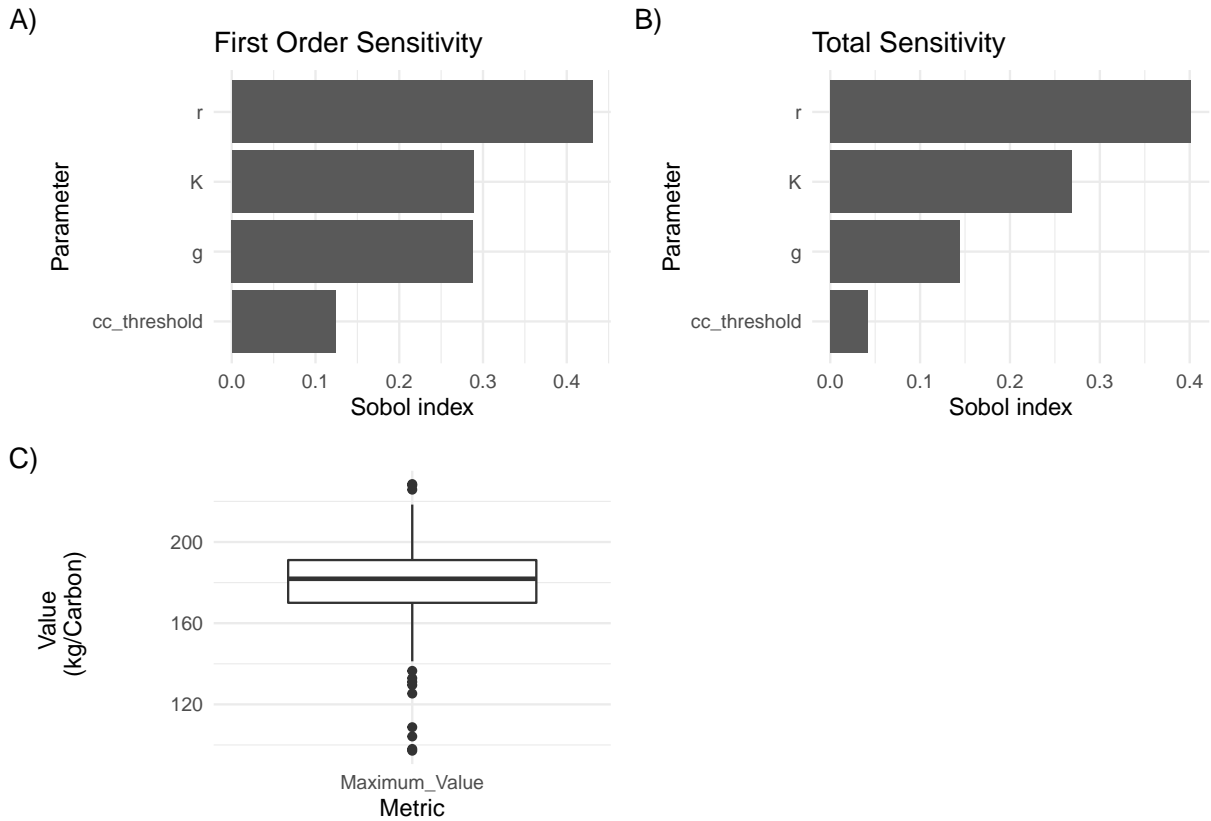 A)
First Order Sensitivity
Parameter
r
K
g
cc_threshold
0.0 0.1 0.2 0.3 0.4
Sobol index
B)
Total Sensitivity
Parameter
r
K
g
cc_threshold
0.0 0.1 0.2 0.3 0.4
Sobol index
C)
Value
(kg/Carbon)
200
160
120
Maximum_Value
Metric